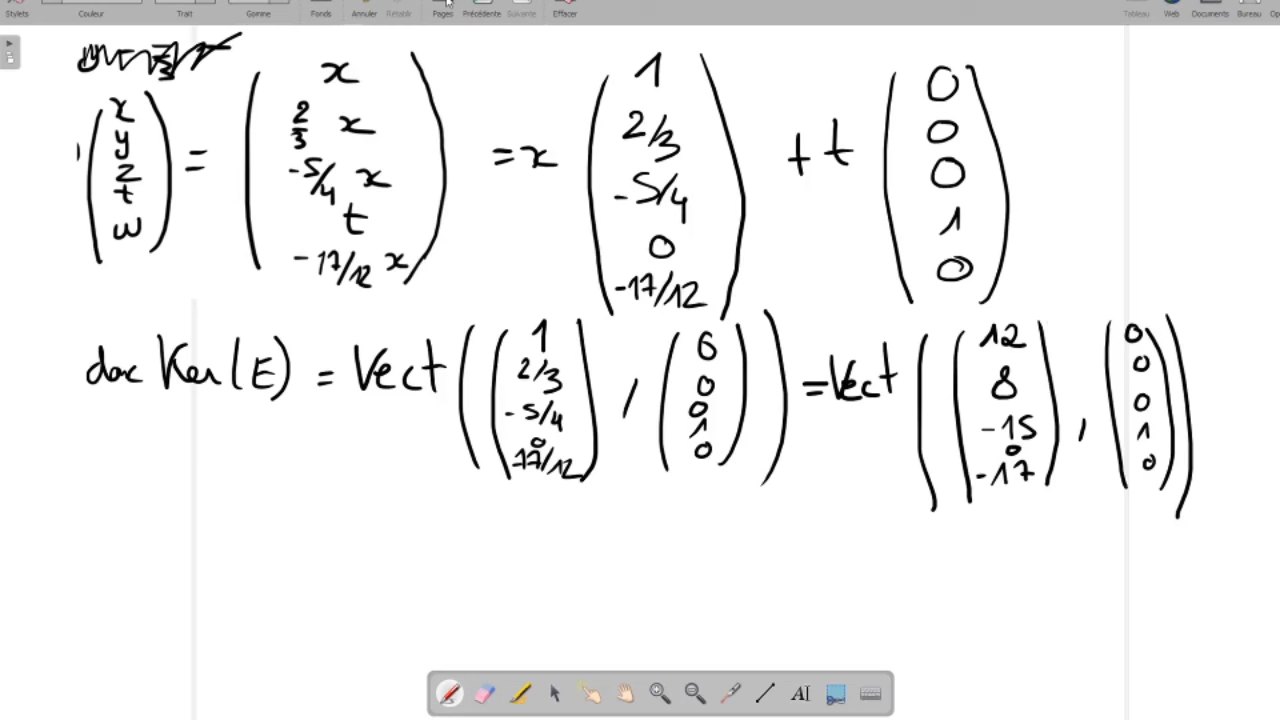 Stylets Couleur Trait Gomme Fonds Annuler Rétablir Pages Précédente Suivante Effacer Tableau Web Documents Bureau
(x y z t w) = (x 2/3 x -5/4 x t -17/12 x) = x (1 2/3 -5/4 0 -17/12) + t (0 0 0 1 0)
donc Ker(E) = Vect((1 2/3 -5/4 0 -17/12), (0 0 0 1 0)) = Vect((12 8 -15 0 -17), (0 0 0 1 0))
AI